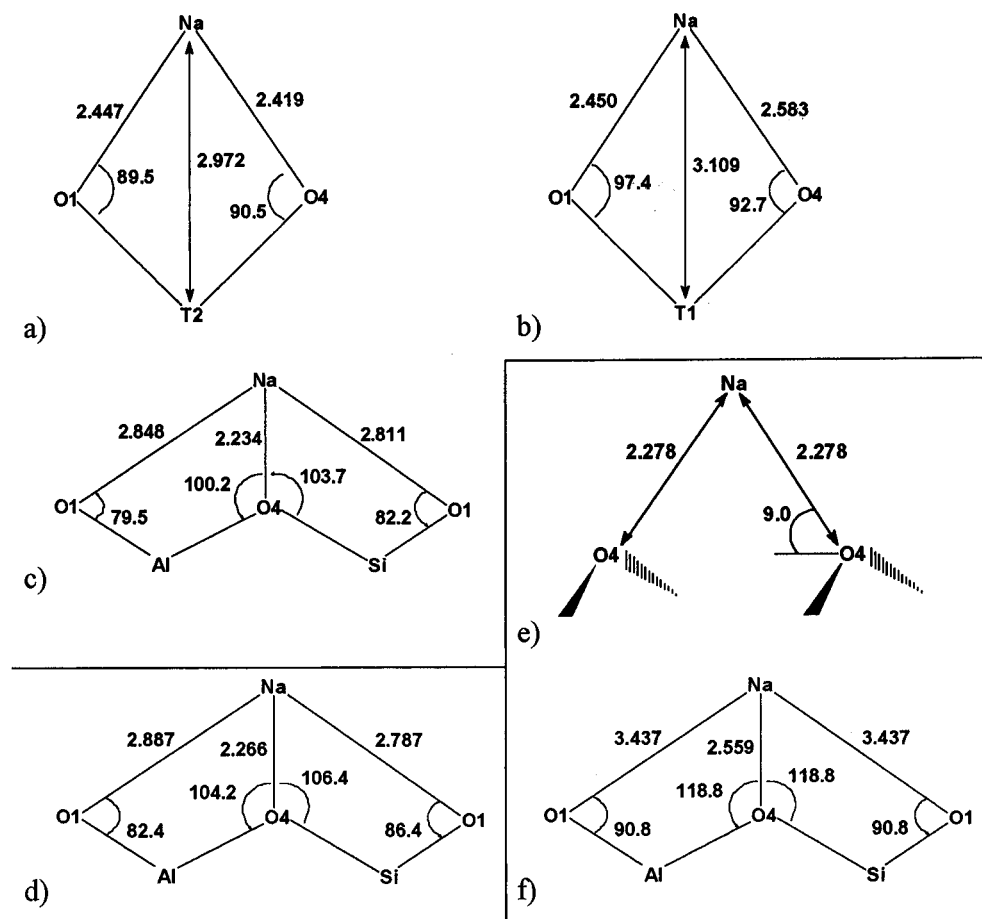 Na
2.447
2.419
2.972
89.5
O1
90.5
O4
T2
a)
Na
2.450
2.583
3.109
97.4
O1
92.7
O4
T1
b)
Na
2.848
2.234
2.811
100.2
103.7
O1
79.5
O4
82.2
O1
Al
Si
c)
Na
2.278
2.278
9.0
O4
O4
e)
Na
2.887
2.266
2.787
104.2
106.4
O1
82.4
O4
86.4
O1
Al
Si
d)
Na
3.437
2.559
3.437
118.8
118.8
O1
90.8
O4
90.8
O1
Al
Si
f)